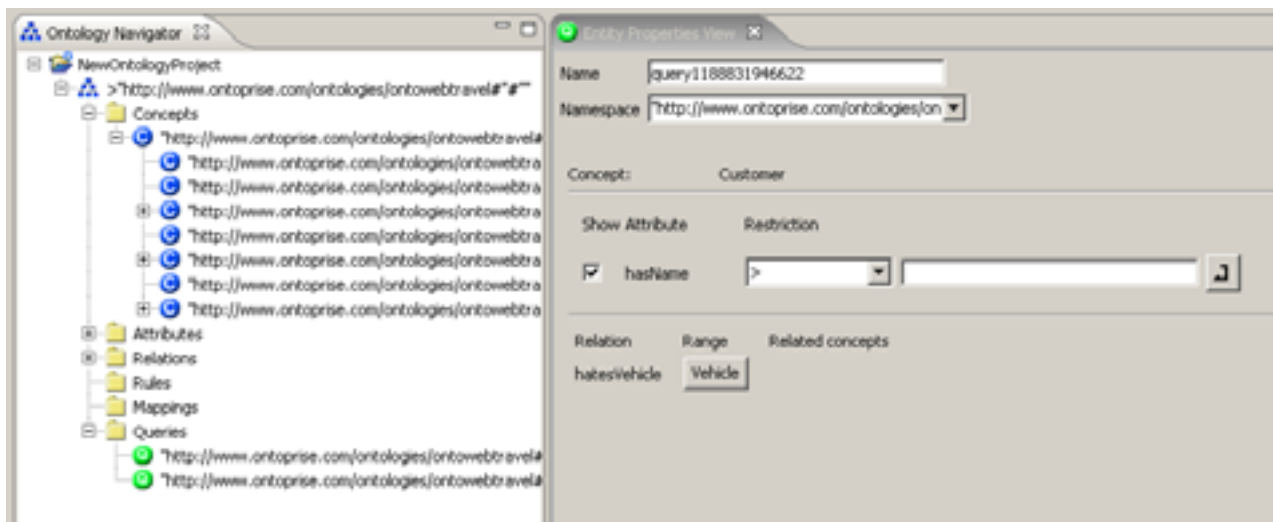 Ontology Navigator
NewOntologyProject
>"http://www.ontoprise.com/ontologies/ontowebtravel#"#""
Concepts
"http://www.ontoprise.com/ontologies/ontowebtravel#
"http://www.ontoprise.com/ontologies/ontowebtra
"http://www.ontoprise.com/ontologies/ontowebtra
"http://www.ontoprise.com/ontologies/ontowebtra
"http://www.ontoprise.com/ontologies/ontowebtra
"http://www.ontoprise.com/ontologies/ontowebtra
"http://www.ontoprise.com/ontologies/ontowebtra
"http://www.ontoprise.com/ontologies/ontowebtra
Attributes
Relations
Rules
Mappings
Queries
"http://www.ontoprise.com/ontologies/ontowebtravel#
"http://www.ontoprise.com/ontologies/ontowebtravel#
Entity Properties View
Name query1188831946622
Namespace "http://www.ontoprise.com/ontologies/on
Concept: Customer
Show Attribute Restriction
hasName >
Relation Range Related concepts
hatesVehicle Vehicle